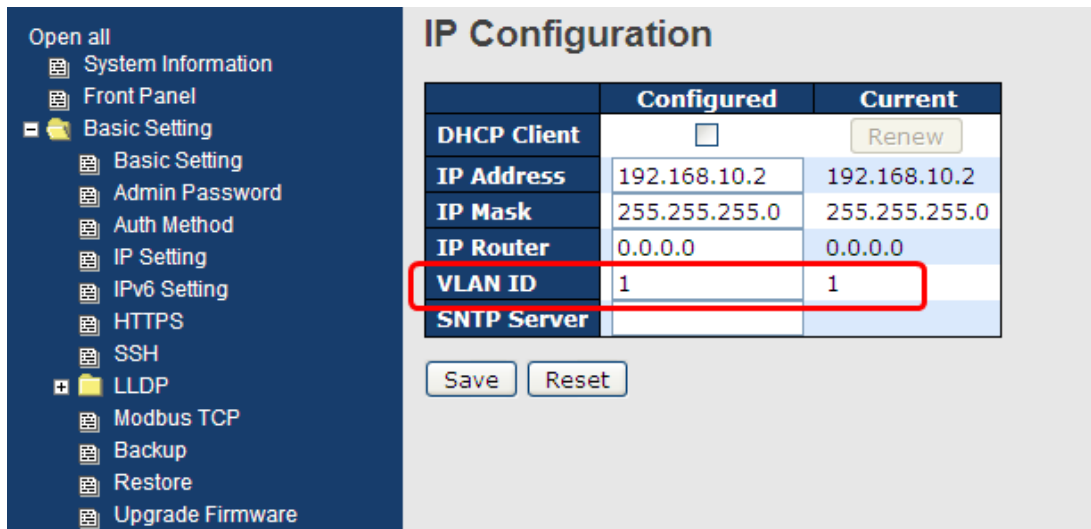 Open all
System Information
Front Panel
Basic Setting
Basic Setting
Admin Password
Auth Method
IP Setting
IPv6 Setting
HTTPS
SSH
LLDP
Modbus TCP
Backup
Restore
Upgrade Firmware
IP Configuration
Configured Current
DHCP Client Renew
IP Address 192.168.10.2 192.168.10.2
IP Mask 255.255.255.0 255.255.255.0
IP Router 0.0.0.0 0.0.0.0
VLAN ID 1 1
SNTP Server
Save Reset